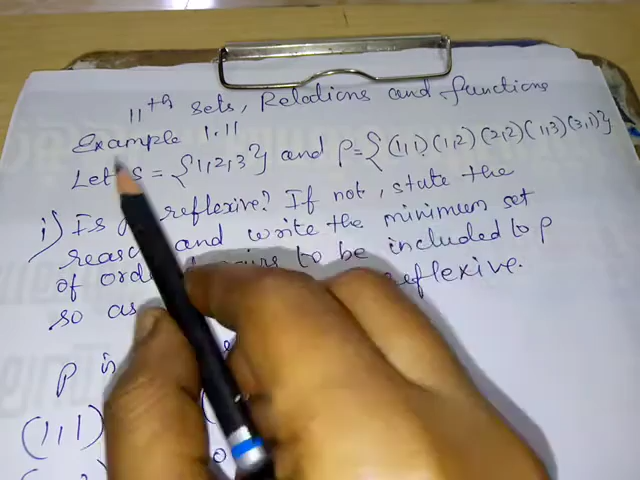 11th sets, Relations and functions
Example 1.11
Let S = {1,2,3} and ρ = { (1,1) (1,2) (2,2) (1,3) (3,1) }
i) Is reflexive? If not, state the
and write the minimum set
of to be included to ρ
so as reflexive.
ρ
(1,1)